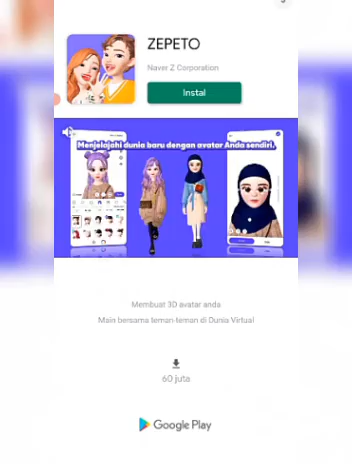 ZEPETO
Naver Z Corporation
Instal
Menjelajahi dunia baru dengan avatar Anda sendiri.
Membuat 3D avatar anda
Main bersama teman-teman di Dunia Virtual
60 juta
Google Play